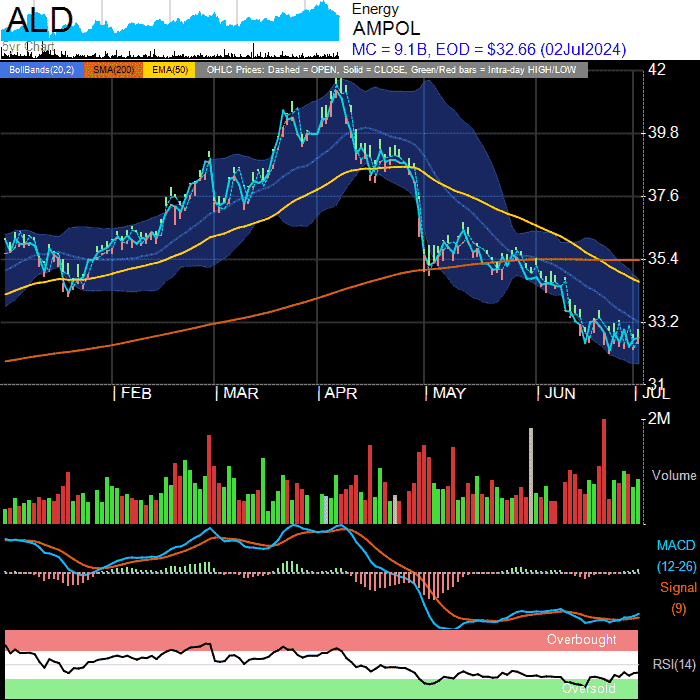 ALD
Energy
AMPOL
MC = 9.1B, EOD = $32.66 (02Jul2024)
5yr Chart
BollBands(20,2) SMA(200) EMA(50) OHLC Prices: Dashed = OPEN, Solid = CLOSE, Green/Red bars = Intra-day HIGH/LOW
42
39.8
37.6
35.4
33.2
31
FEB MAR APR MAY JUN JUL
2M
Volume
MACD
(12-26)
Signal
(9)
Overbought
RSI(14)
Oversold